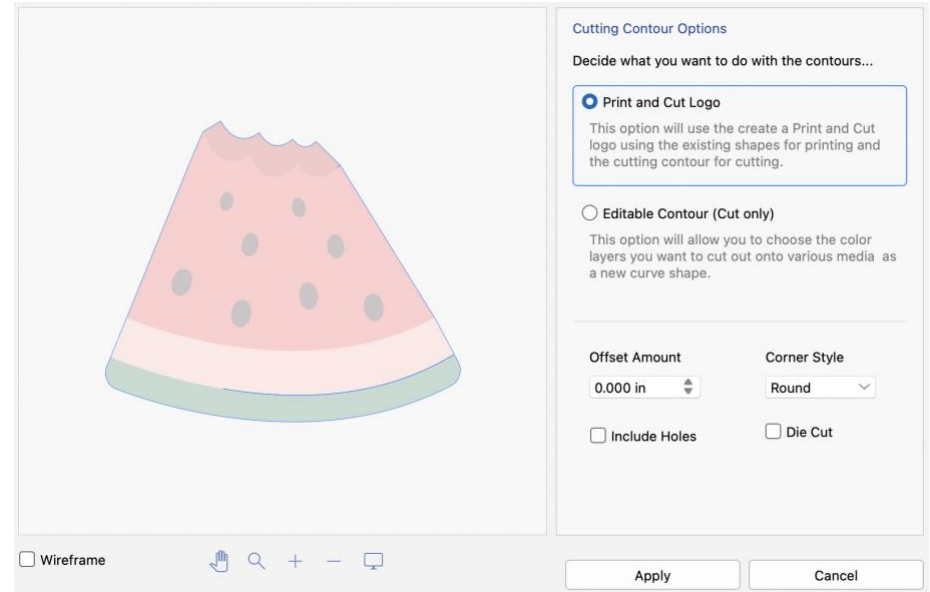 Cutting Contour Options
Decide what you want to do with the contours...
Print and Cut Logo
This option will use the create a Print and Cut
logo using the existing shapes for printing and
the cutting contour for cutting.
Editable Contour (Cut only)
This option will allow you to choose the color
layers you want to cut out onto various media as
a new curve shape.
Offset Amount
Corner Style
0.000 in
Round
Include Holes
Die Cut
Wireframe
Apply
Cancel